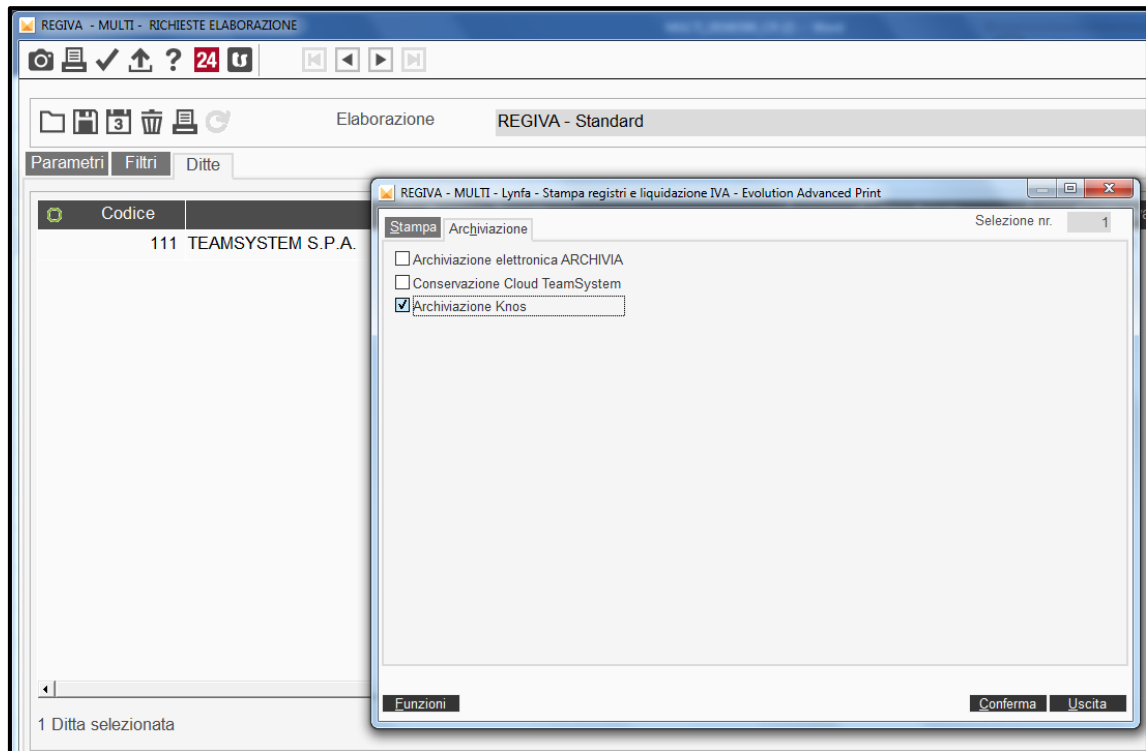 REGIVA - MULTI - RICHIESTE ELABORAZIONE
? 24
3 Elaborazione REGIVA - Standard
Parametri Filtri Ditte
Codice
111 TEAMSYSTEM S.P.A.
REGIVA - MULTI - Lynfa - Stampa registri e liquidazione IVA - Evolution Advanced Print
Stampa Archiviazione Selezione nr. 1
Archiviazione elettronica ARCHIVIA
Conservazione Cloud TeamSystem
Archiviazione Knos
Funzioni Conferma Uscita
1 Ditta selezionata